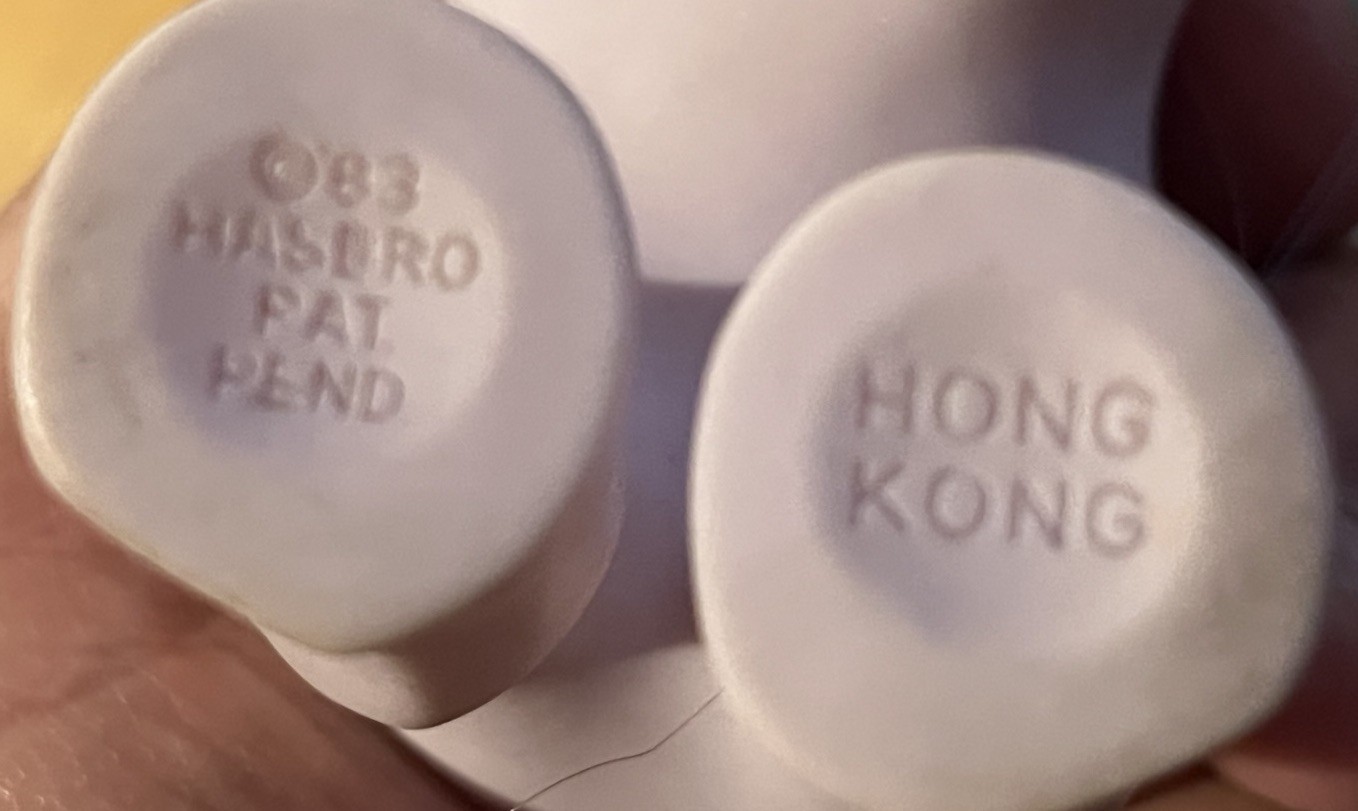 ©'83
HASBRO
PAT.
PEND
HONG
KONG